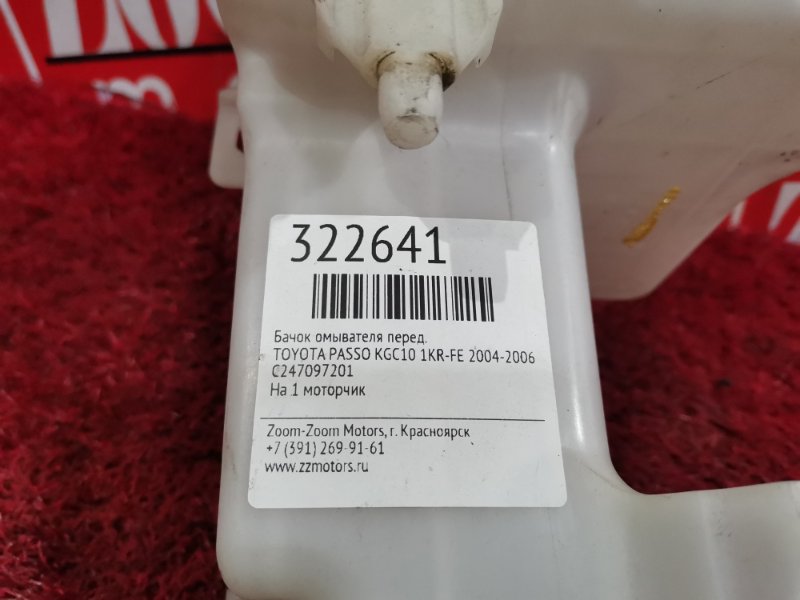 322641
Бачок омывателя перед.
TOYOTA PASSO KGC10 1KR-FE 2004-2006
C247097201
На 1 моторчик
Zoom-Zoom Motors, г. Красноярск
+7 (391) 269-91-61
www.zzmotors.ru